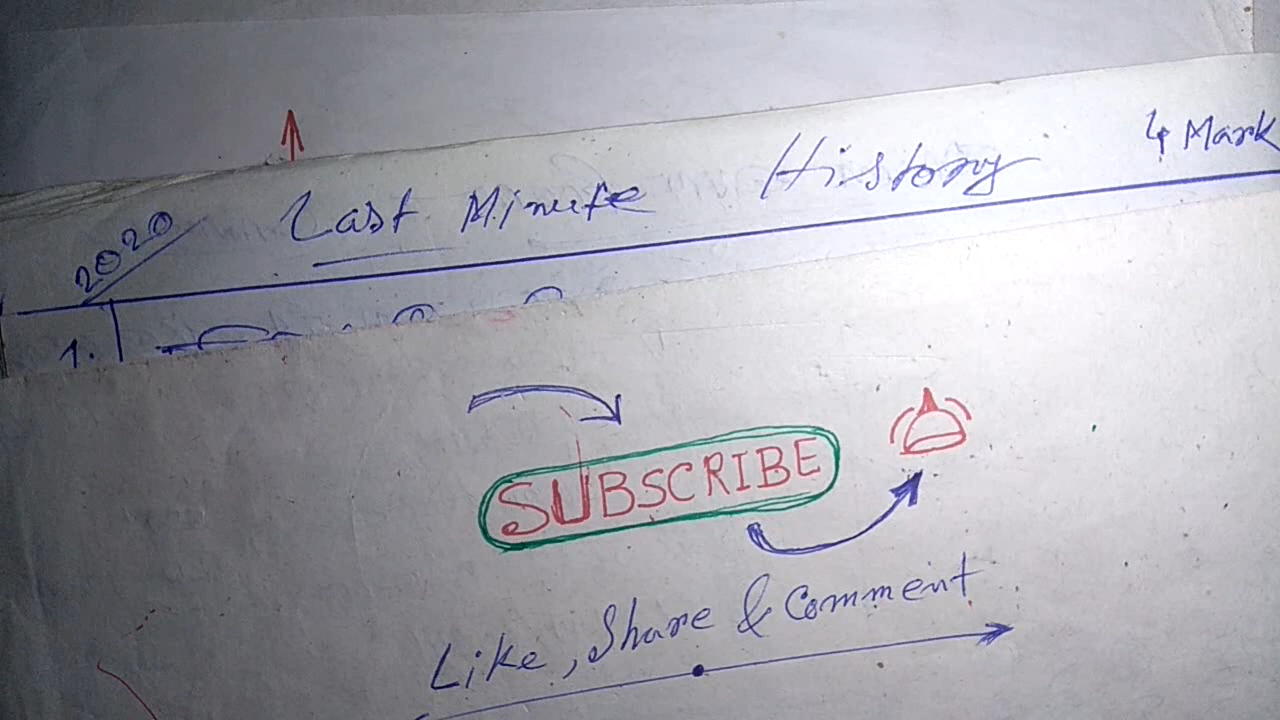 Last Minute History 4 Mark
2020
1.
SUBSCRIBE
Like, Share & Comment